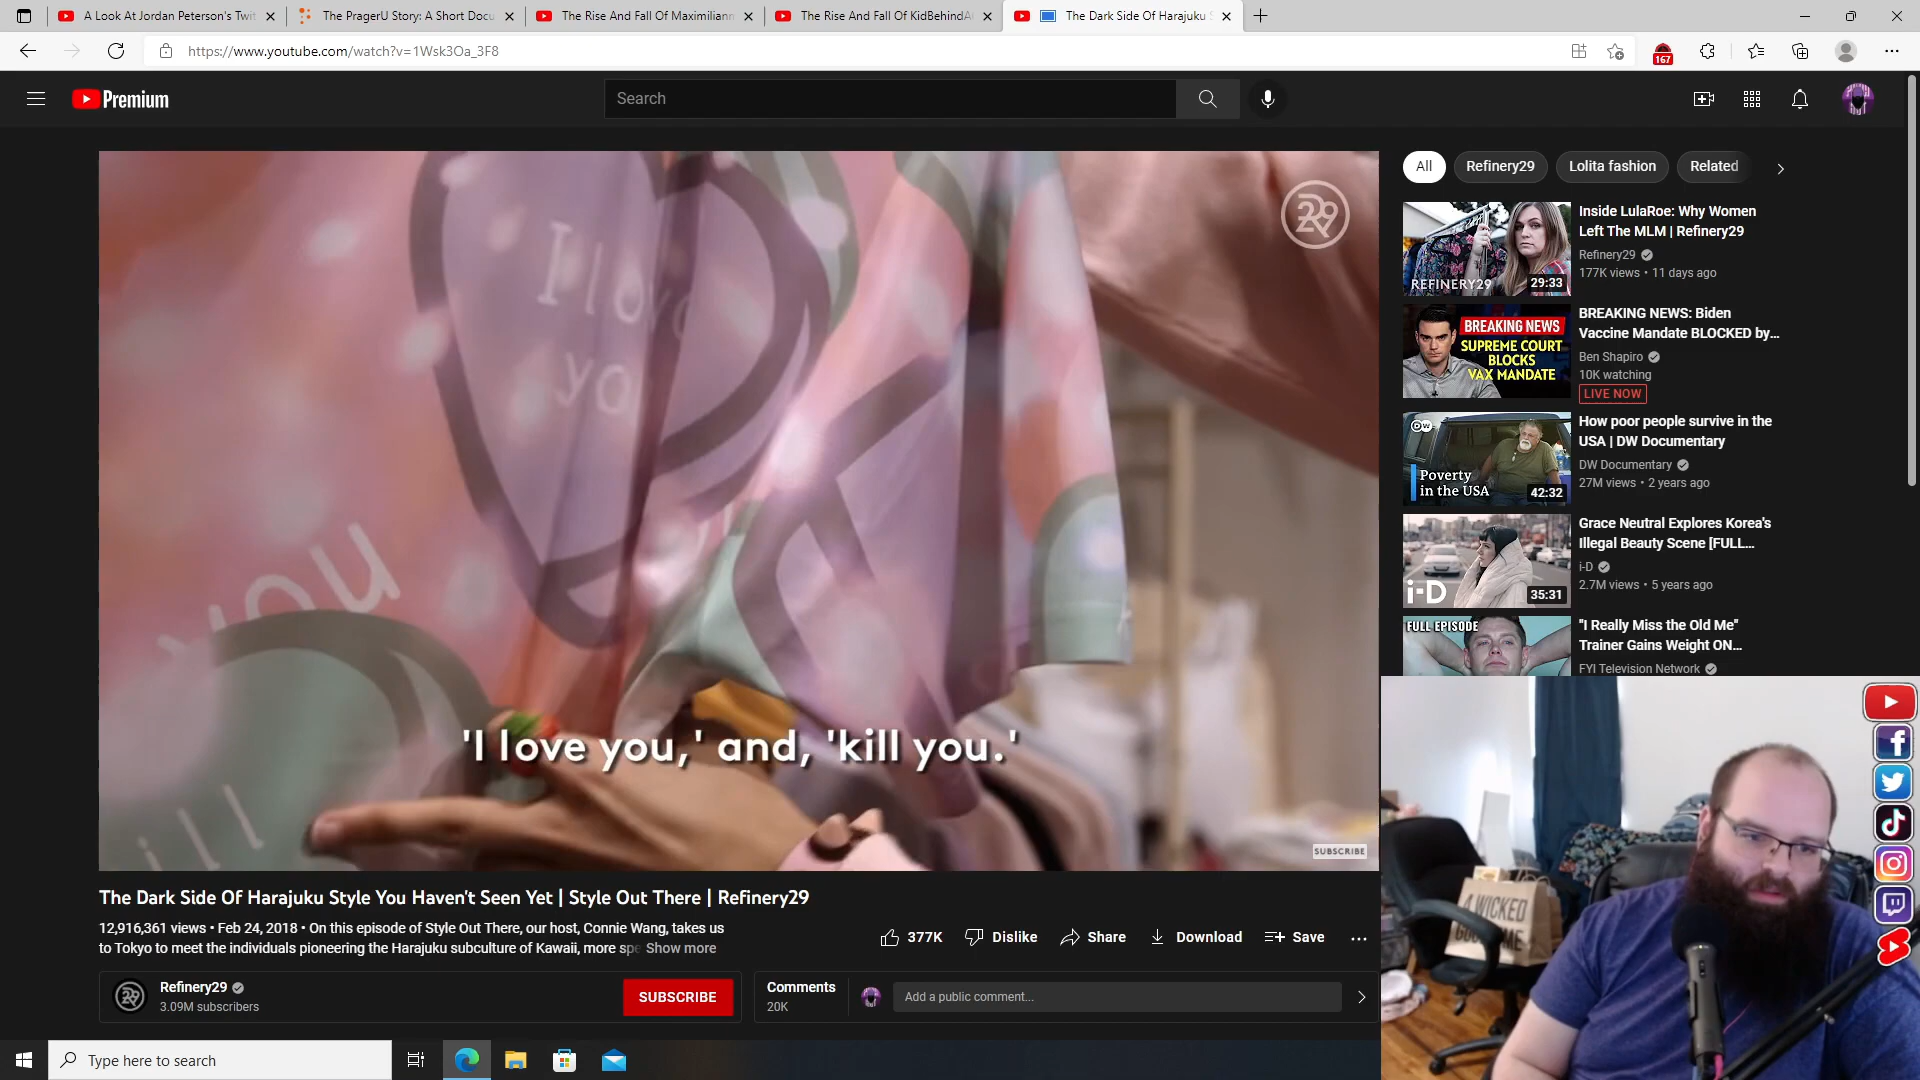 A Look At Jordan Peterson's Twit
The PragerU Story: A Short Docu
The Rise And Fall Of Maximilianm
The Rise And Fall Of KidBehindA
The Dark Side Of Harajuku S
https://www.youtube.com/watch?v=1Wsk3Oa_3F8
167
Premium
Search
All
Refinery29
Lolita fashion
Related
I lov
yo
you
ill
'I love you,' and, 'kill you.'
SUBSCRIBE
REFINERY29
29:33
Inside LulaRoe: Why Women
Left The MLM | Refinery29
Refinery29
177K views • 11 days ago
BREAKING NEWS
SUPREME COURT
BLOCKS
VAX MANDATE
BREAKING NEWS: Biden
Vaccine Mandate BLOCKED by...
Ben Shapiro
10K watching
LIVE NOW
DW
Poverty
in the USA
42:32
How poor people survive in the
USA | DW Documentary
DW Documentary
27M views • 2 years ago
i-D
35:31
Grace Neutral Explores Korea's
Illegal Beauty Scene [FULL...
i-D
2.7M views • 5 years ago
FULL EPISODE
"I Really Miss the Old Me"
Trainer Gains Weight ON...
FYI Television Network
The Dark Side Of Harajuku Style You Haven't Seen Yet | Style Out There | Refinery29
12,916,361 views • Feb 24, 2018 • On this episode of Style Out There, our host, Connie Wang, takes us
to Tokyo to meet the individuals pioneering the Harajuku subculture of Kawaii, more spe Show more
377K
Dislike
Share
Download
Save
Refinery29
3.09M subscribers
SUBSCRIBE
Comments
20K
Add a public comment...
A WICKED
Type here to search